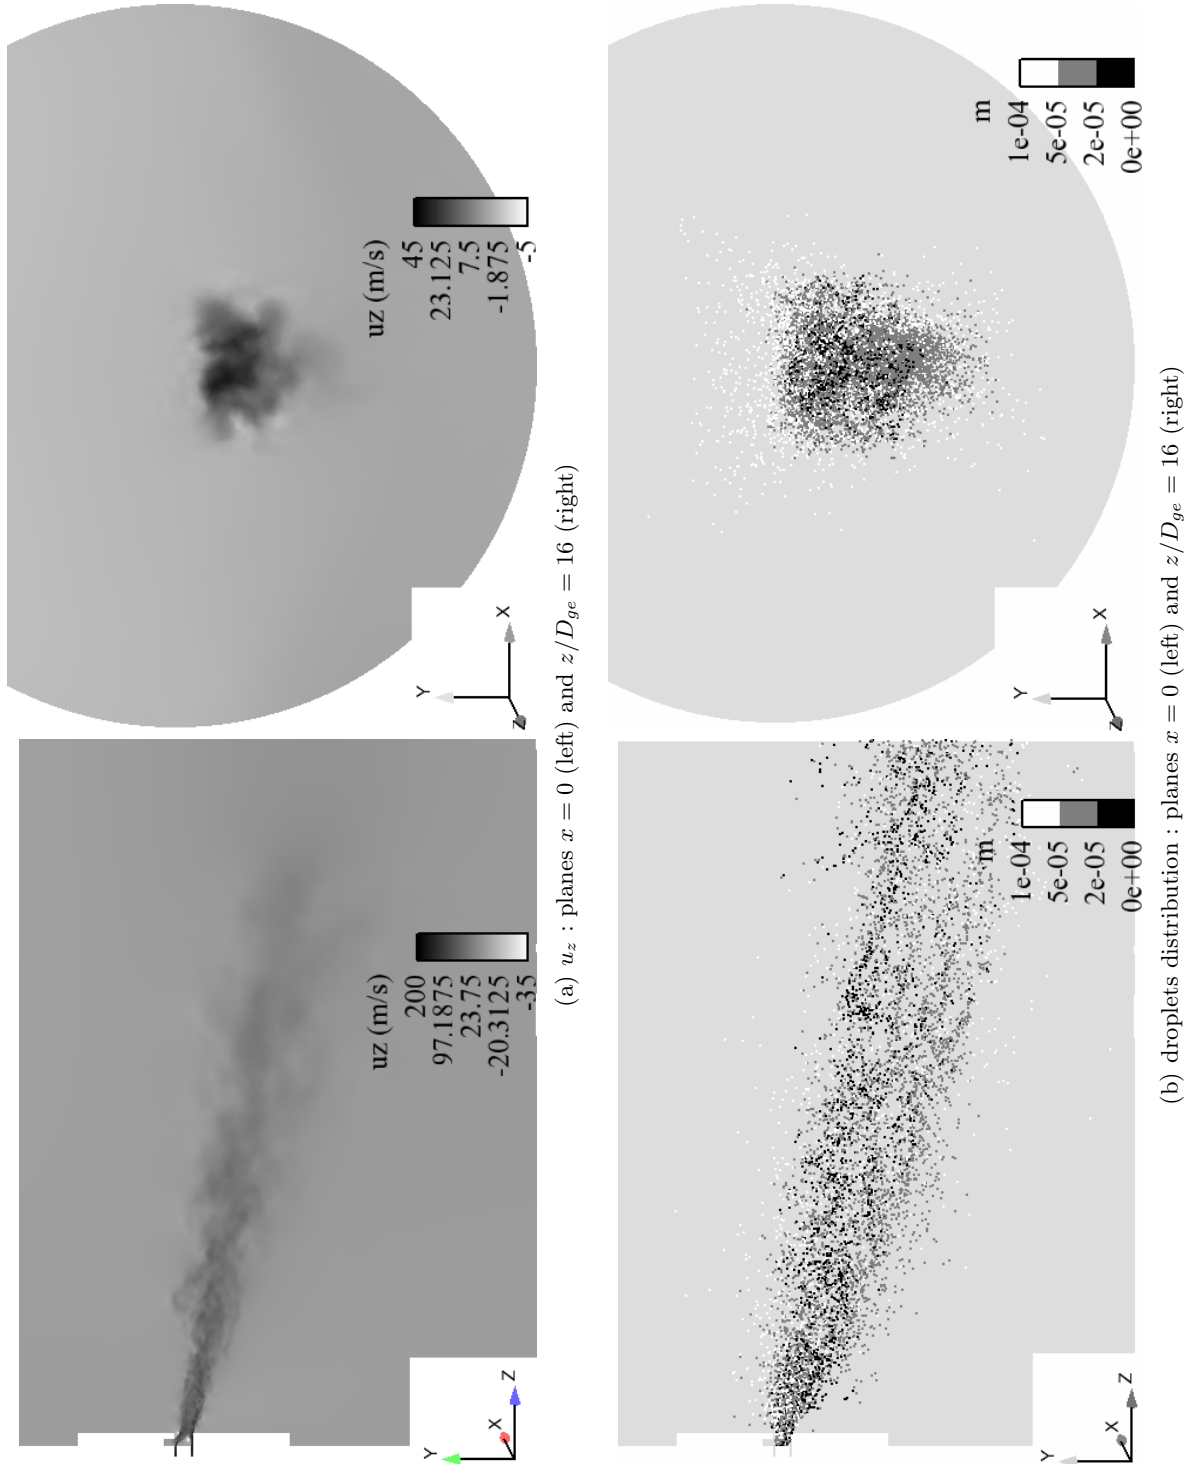 uz (m/s)
200
97.1875
23.75
-20.3125
-35
Y
X
Z
uz (m/s)
45
23.125
7.5
-1.875
-5
Y
X
Z
(a) u_z : planes x = 0 (left) and z/D_ge = 16 (right)
m
1e-04
5e-05
2e-05
0e+00
Y
X
Z
m
1e-04
5e-05
2e-05
0e+00
Y
X
Z
(b) droplets distribution : planes x = 0 (left) and z/D_ge = 16 (right)